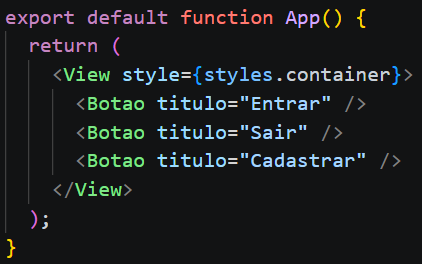 export default function App() {
  return (
    <View style={styles.container}>
      <Botao titulo="Entrar" />
      <Botao titulo="Sair" />
      <Botao titulo="Cadastrar" />
    </View>
  );
}